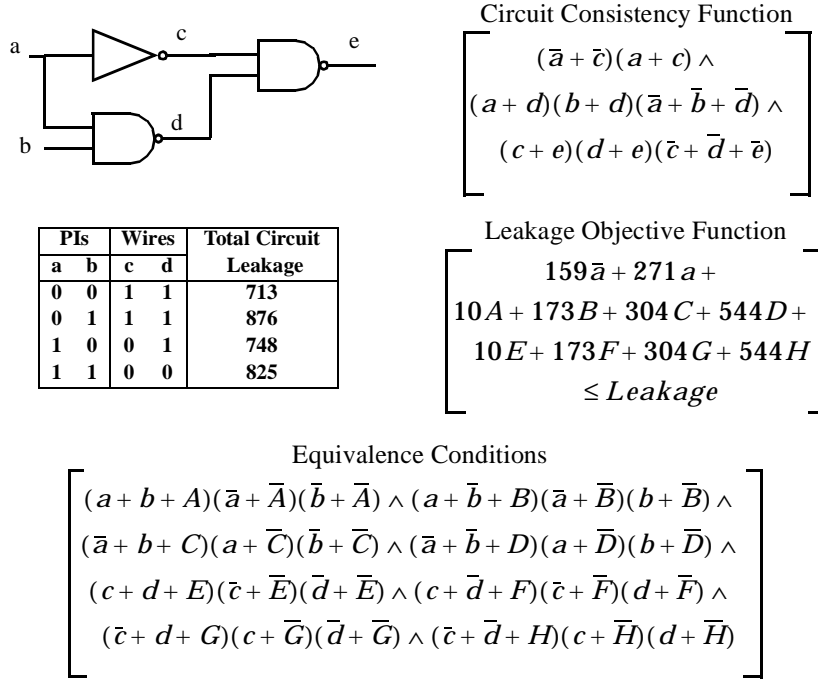 a
c
e
b
d
Circuit Consistency Function
(a̅ + c̅)(a + c) ∧
(a + d)(b + d)(a̅ + b̅ + d̅) ∧
(c + e)(d + e)(c̅ + d̅ + e̅)
PIs Wires Total Circuit
a b c d Leakage
0 0 1 1 713
0 1 1 1 876
1 0 0 1 748
1 1 0 0 825
Leakage Objective Function
159a̅ + 271a +
10A + 173B + 304C + 544D +
10E + 173F + 304G + 544H
≤ Leakage
Equivalence Conditions
(a + b + A)(a̅ + A̅)(b̅ + A̅) ∧ (a + b̅ + B)(a̅ + B̅)(b + B̅) ∧
(a̅ + b + C)(a + C̅)(b̅ + C̅) ∧ (a̅ + b̅ + D)(a + D̅)(b + D̅) ∧
(c + d + E)(c̅ + E̅)(d̅ + E̅) ∧ (c + d̅ + F)(c̅ + F̅)(d + F̅) ∧
(c̅ + d + G)(c + G̅)(d̅ + G̅) ∧ (c̅ + d̅ + H)(c + H̅)(d + H̅)